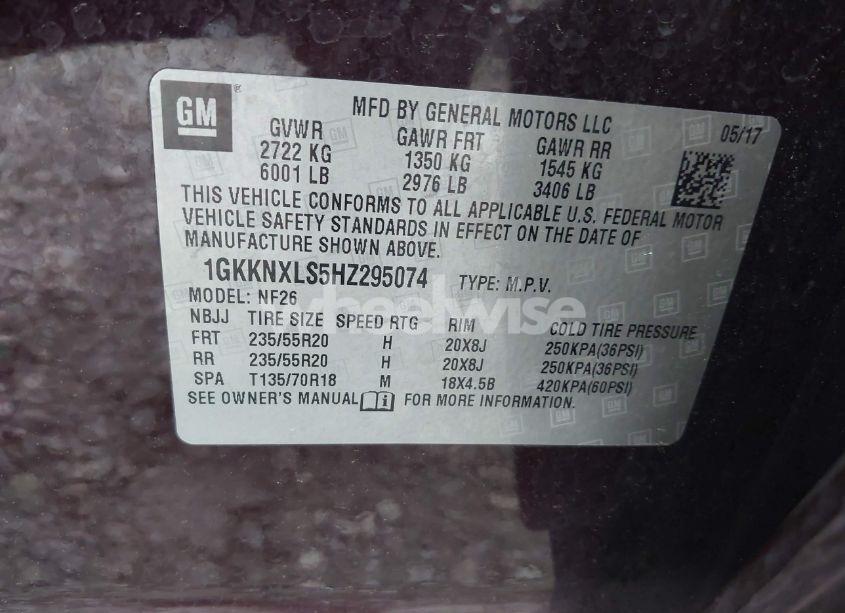 GM
MFD BY GENERAL MOTORS LLC
05/17
GVWR GAWR FRT GAWR RR
2722 KG 1350 KG 1545 KG
6001 LB 2976 LB 3406 LB
THIS VEHICLE CONFORMS TO ALL APPLICABLE U.S. FEDERAL MOTOR
VEHICLE SAFETY STANDARDS IN EFFECT ON THE DATE OF
MANUFACTURE SHOWN ABOVE.
1GKKNXLS5HZ295074 TYPE: M.P.V.
MODEL: NF26
wheelwise
NBJJ TIRE SIZE SPEED RTG RIM COLD TIRE PRESSURE
FRT 235/55R20 H 20X8J 250KPA(36PSI)
RR 235/55R20 H 20X8J 250KPA(36PSI)
SPA T135/70R18 M 18X4.5B 420KPA(60PSI)
SEE OWNER'S MANUAL i FOR MORE INFORMATION.